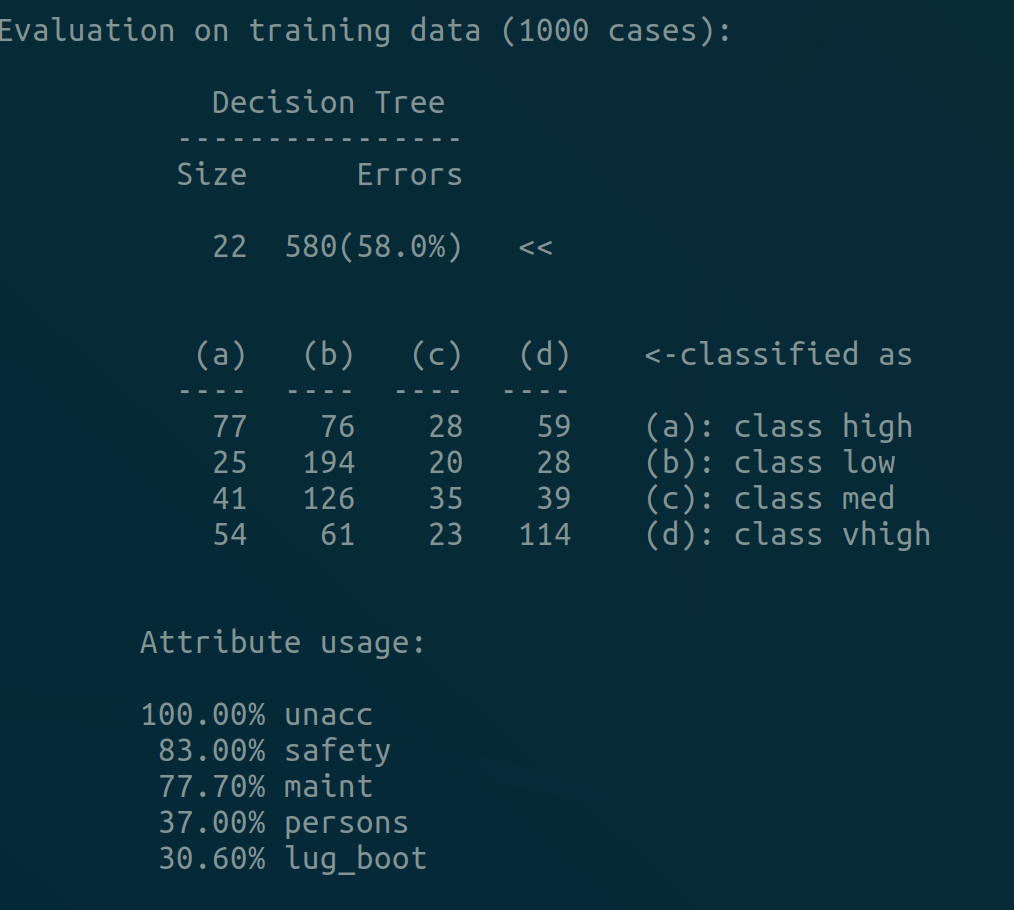 Evaluation on training data (1000 cases):
Decision Tree
----------------
Size      Errors
22  580(58.0%)   <<
(a)   (b)   (c)   (d)    <-classified as
----  ----  ----  ----
77    76    28    59    (a): class high
25   194    20    28    (b): class low
41   126    35    39    (c): class med
54    61    23   114    (d): class vhigh
Attribute usage:
100.00% unacc
83.00% safety
77.70% maint
37.00% persons
30.60% lug_boot